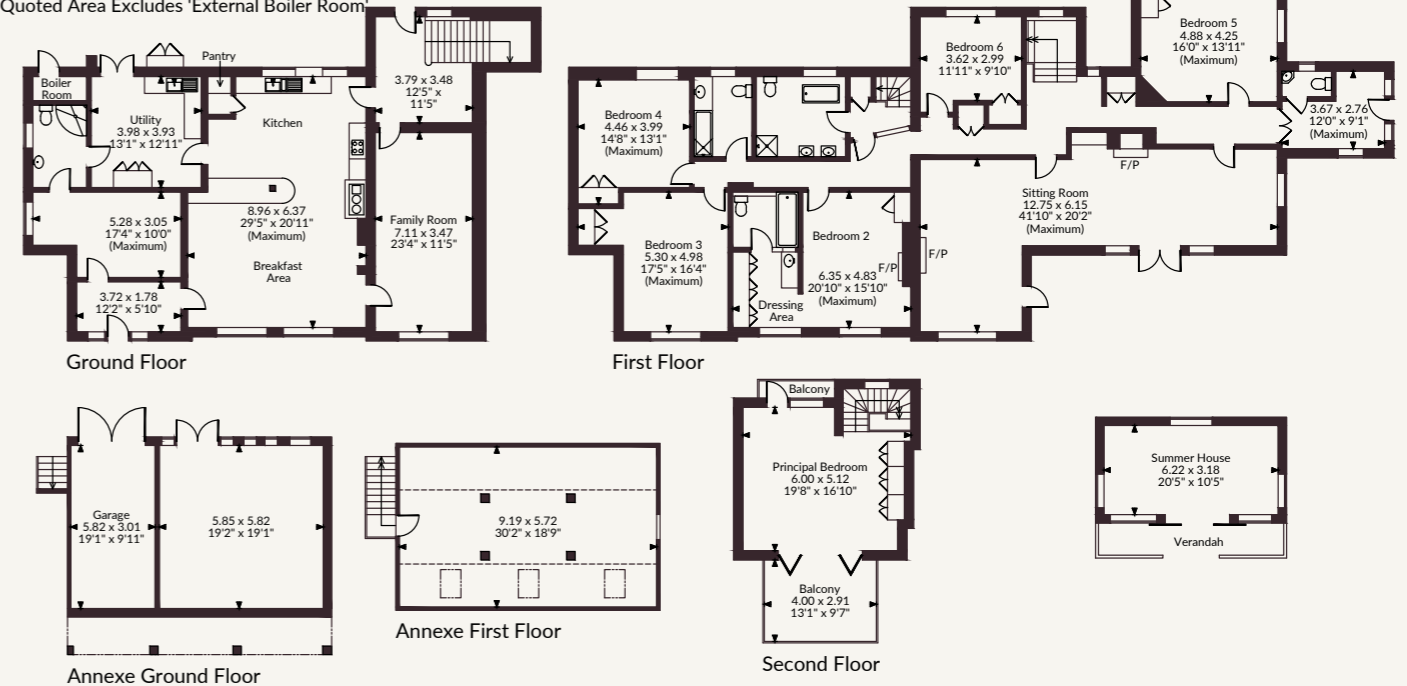 Quoted Area Excludes 'External Boiler Room'
Boiler
Room
Pantry
Utility
3.98 x 3.93
13'1" x 12'11"
Kitchen
3.79 x 3.48
12'5" x
11'5"
5.28 x 3.05
17'4" x 10'0"
(Maximum)
8.96 x 6.37
29'5" x 20'11"
(Maximum)
Breakfast
Area
Family Room
7.11 x 3.47
23'4" x 11'5"
3.72 x 1.78
12'2" x 5'10"
Ground Floor
Bedroom 4
4.46 x 3.99
14'8" x 13'1"
(Maximum)
Bedroom 6
3.62 x 2.99
11'11" x 9'10"
Bedroom 5
4.88 x 4.25
16'0" x 13'11"
(Maximum)
3.67 x 2.76
12'0" x 9'1"
(Maximum)
F/P
Sitting Room
12.75 x 6.15
41'10" x 20'2"
(Maximum)
Bedroom 3
5.30 x 4.98
17'5" x 16'4"
(Maximum)
Bedroom 2
6.35 x 4.83
20'10" x 15'10"
(Maximum)
F/P
F/P
Dressing
Area
First Floor
Garage
5.82 x 3.01
19'1" x 9'11"
5.85 x 5.82
19'2" x 19'1"
Annexe Ground Floor
9.19 x 5.72
30'2" x 18'9"
Annexe First Floor
Balcony
Principal Bedroom
6.00 x 5.12
19'8" x 16'10"
Balcony
4.00 x 2.91
13'1" x 9'7"
Second Floor
Summer House
6.22 x 3.18
20'5" x 10'5"
Verandah